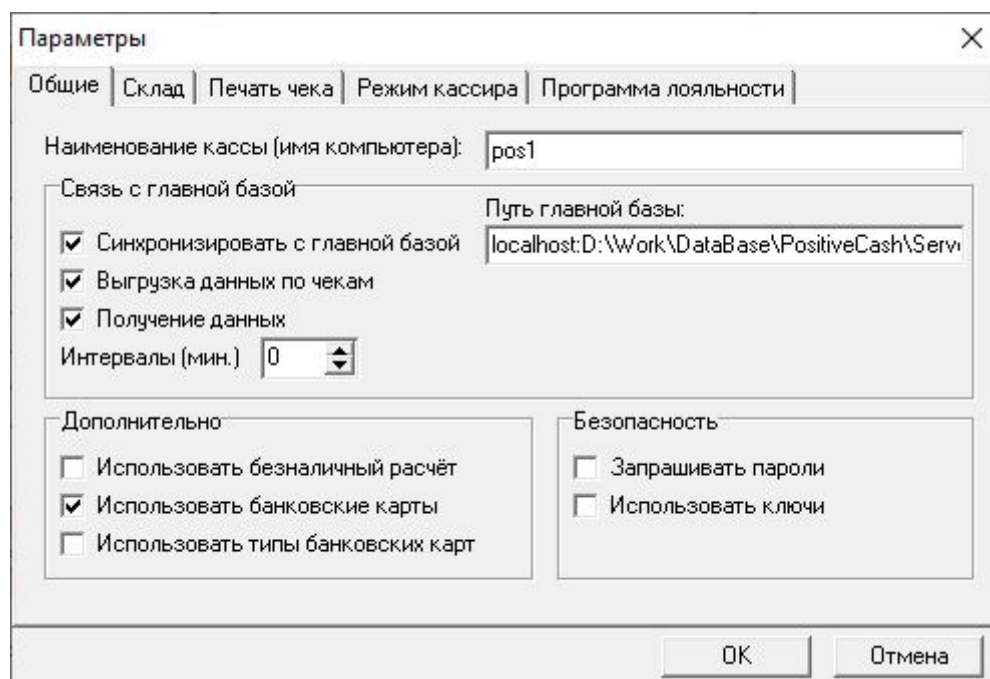 Параметры
Общие Склад Печать чека Режим кассира Программа лояльности
Наименование кассы (имя компьютера): pos1
Связь с главной базой
Путь главной базы:
Синхронизировать с главной базой localhost:D:\Work\DataBase\PositiveCash\Serv
Выгрузка данных по чекам
Получение данных
Интервалы (мин.) 0
Дополнительно Безопасность
Использовать безналичный расчёт Запрашивать пароли
Использовать банковские карты Использовать ключи
Использовать типы банковских карт
OK Отмена